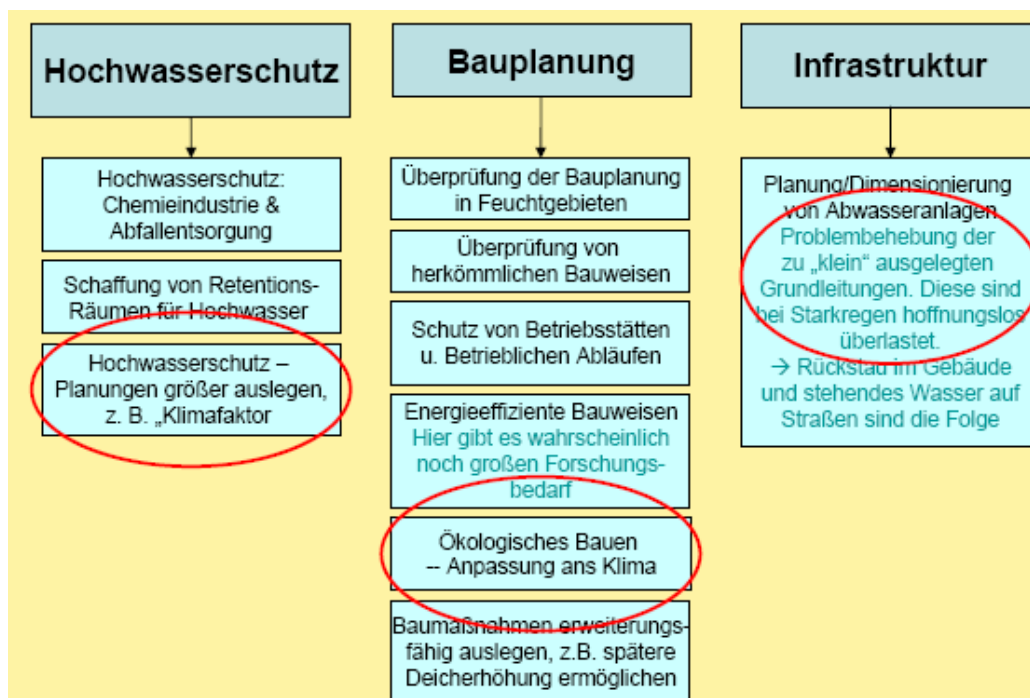 Hochwasserschutz
Hochwasserschutz:
Chemieindustrie &
Abfallentsorgung
Schaffung von Retentions-
Räumen für Hochwasser
Hochwasserschutz –
Planungen größer auslegen,
z. B. „Klimafaktor
Bauplanung
Überprüfung der Bauplanung
in Feuchtgebieten
Überprüfung von
herkömmlichen Bauweisen
Schutz von Betriebsstätten
u. Betrieblichen Abläufen
Energieeffiziente Bauweisen
Hier gibt es wahrscheinlich
noch großen Forschungs-
bedarf
Ökologisches Bauen
-- Anpassung ans Klima
Baumaßnahmen erweiterungs-
fähig auslegen, z.B. spätere
Deicherhöhung ermöglichen
Infrastruktur
Planung/Dimensionierung
von Abwasseranlagen
Problembehebung der
zu „klein“ ausgelegten
Grundleitungen. Diese sind
bei Starkregen hoffnungslos
überlastet.
→ Rückstad im Gebäude
und stehendes Wasser auf
Straßen sind die Folge